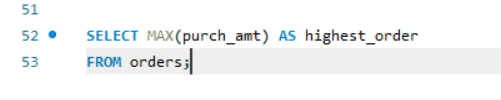 51
52 SELECT MAX(purch_amt) AS highest_order
53 FROM orders;